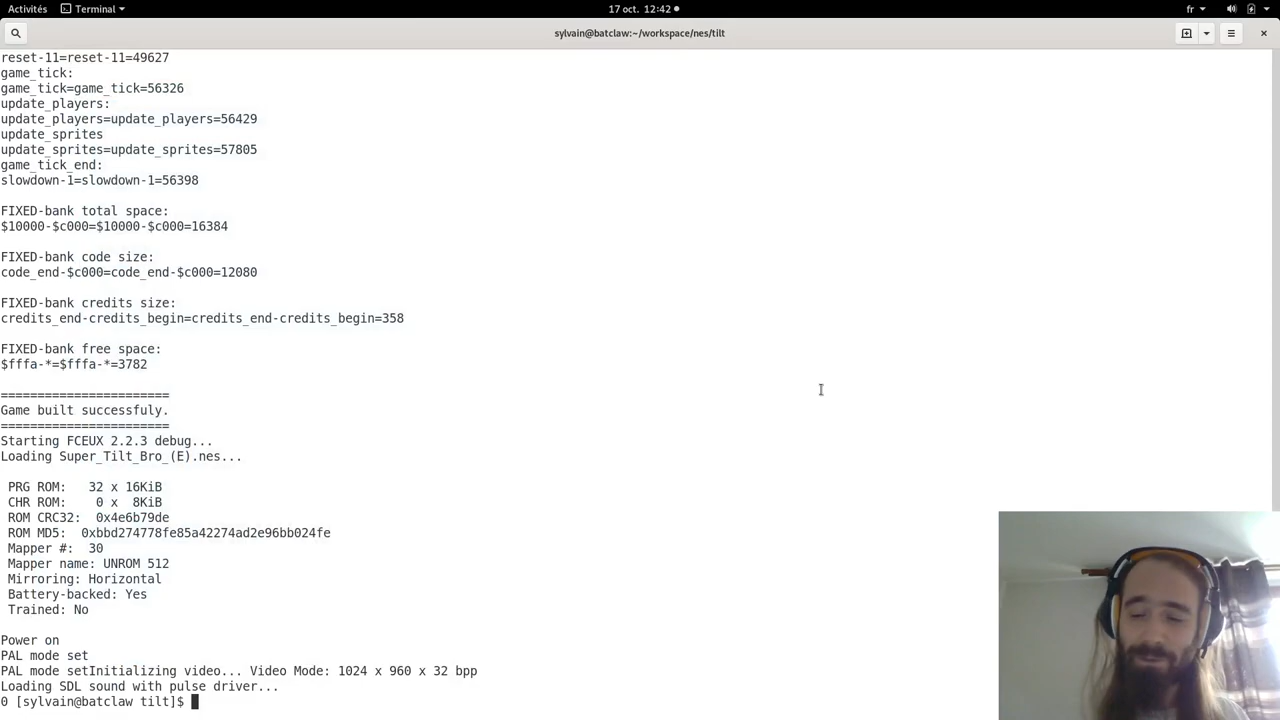 Activités
Terminal
17 oct. 12:42
fr
sylvain@batclaw:~/workspace/nes/tilt
reset-11=reset-11=49627
game_tick:
game_tick=game_tick=56326
update_players:
update_players=update_players=56429
update_sprites
update_sprites=update_sprites=57805
game_tick_end:
slowdown-1=slowdown-1=56398
FIXED-bank total space:
$10000-$c000=$10000-$c000=16384
FIXED-bank code size:
code_end-$c000=code_end-$c000=12080
FIXED-bank credits size:
credits_end-credits_begin=credits_end-credits_begin=358
FIXED-bank free space:
$fffa-*=$fffa-*=3782
=======================
Game built successfuly.
=======================
Starting FCEUX 2.2.3 debug...
Loading Super_Tilt_Bro_(E).nes...
PRG ROM:   32 x 16KiB
CHR ROM:    0 x  8KiB
ROM CRC32:  0x4e6b79de
ROM MD5:  0xbbd274778fe85a42274ad2e96bb024fe
Mapper #:  30
Mapper name: UNROM 512
Mirroring: Horizontal
Battery-backed: Yes
Trained: No
Power on
PAL mode set
PAL mode setInitializing video... Video Mode: 1024 x 960 x 32 bpp
Loading SDL sound with pulse driver...
0 [sylvain@batclaw tilt]$